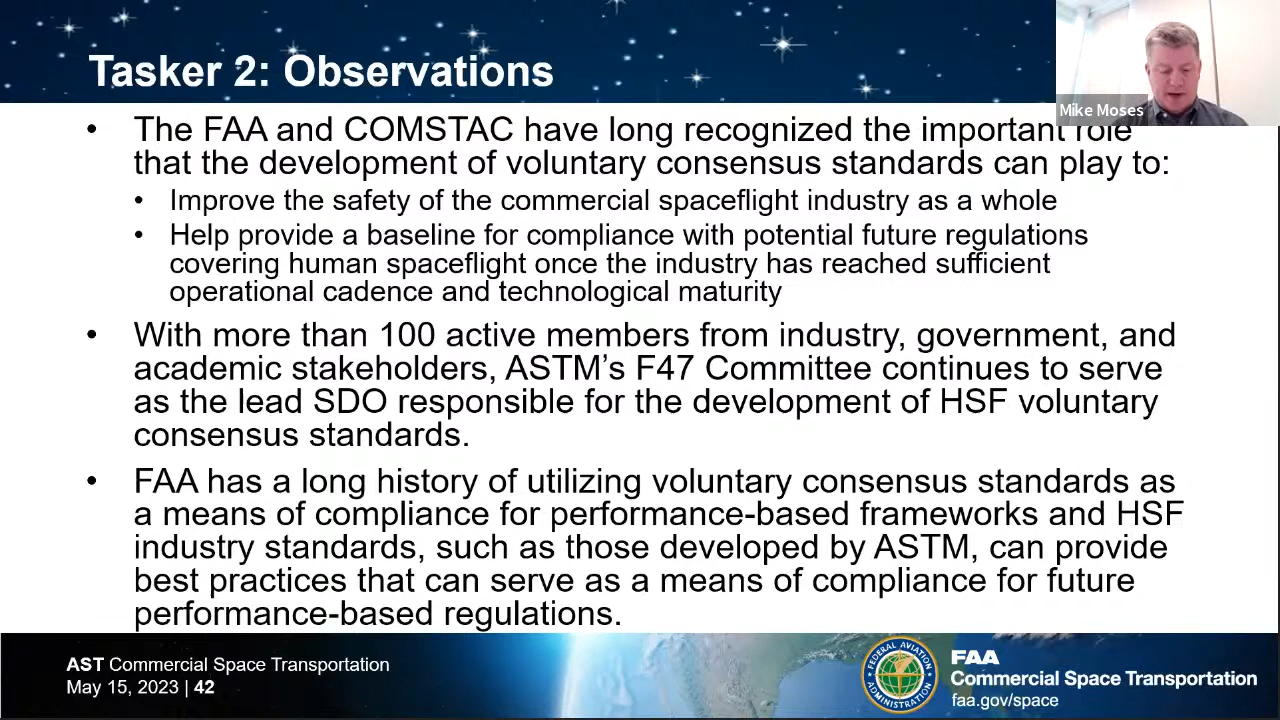 Tasker 2: Observations
Mike Moses
• The FAA and COMSTAC have long recognized the important role
that the development of voluntary consensus standards can play to:
• Improve the safety of the commercial spaceflight industry as a whole
• Help provide a baseline for compliance with potential future regulations
covering human spaceflight once the industry has reached sufficient
operational cadence and technological maturity
• With more than 100 active members from industry, government, and
academic stakeholders, ASTM’s F47 Committee continues to serve
as the lead SDO responsible for the development of HSF voluntary
consensus standards.
• FAA has a long history of utilizing voluntary consensus standards as
a means of compliance for performance-based frameworks and HSF
industry standards, such as those developed by ASTM, can provide
best practices that can serve as a means of compliance for future
performance-based regulations.
AST Commercial Space Transportation
May 15, 2023 | 42
FEDERAL AVIATION
ADMINISTRATION
FAA
Commercial Space Transportation
faa.gov/space